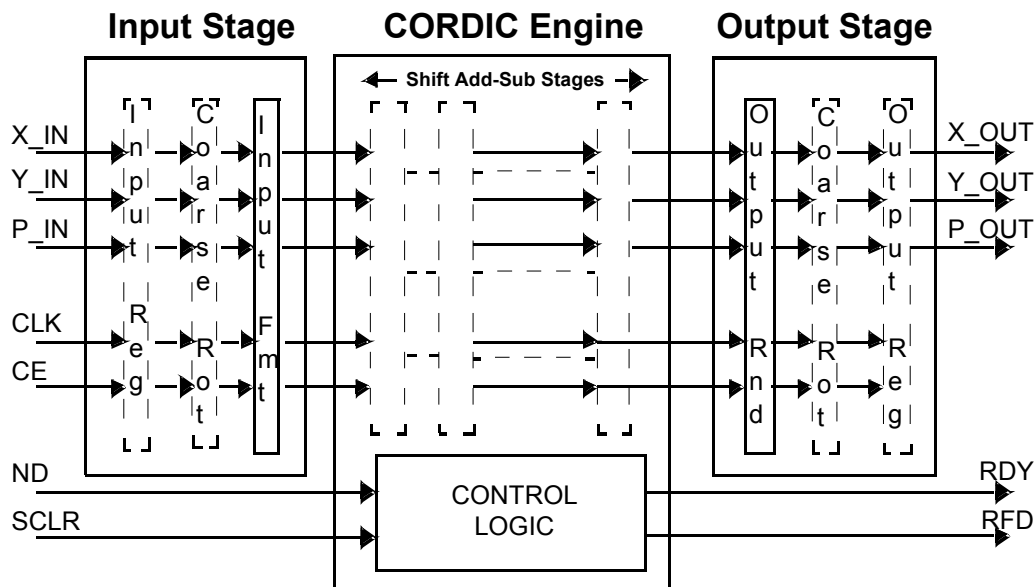 Input Stage
CORDIC Engine
Output Stage
Shift Add-Sub Stages
X_IN
Y_IN
P_IN
CLK
CE
ND
SCLR
Input Reg
Coarse Rot
Input Fmt
Output Rnd
Coarse Rot
Output Reg
CONTROL
LOGIC
X_OUT
Y_OUT
P_OUT
RDY
RFD